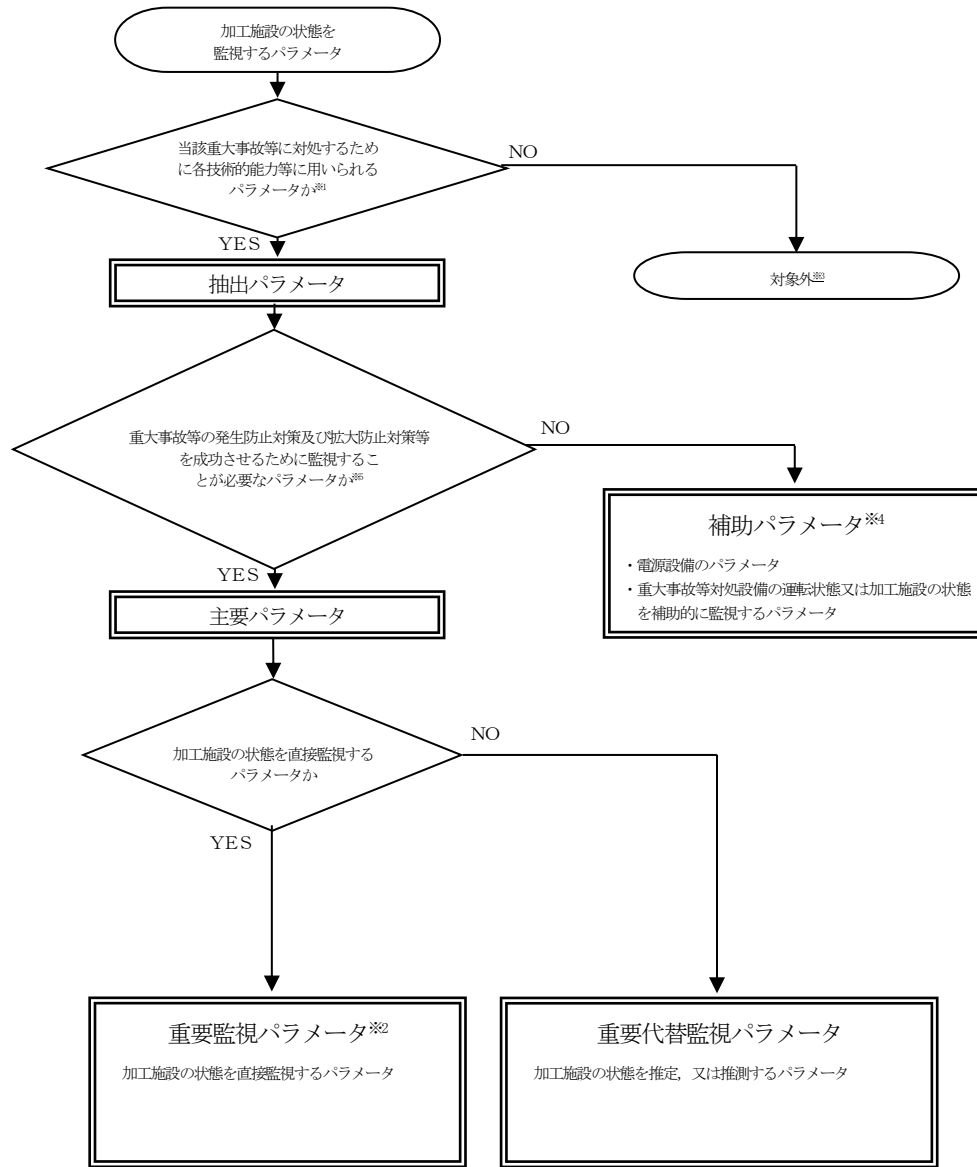 加工施設の状態を
監視するパラメータ
当該重大事故等に対処するため
に各技術的能力等に用いられる
パラメータか※1
NO
YES
対象外※3
抽出パラメータ
重大事故等の発生防止対策及び拡大防止対策等
を成功させるために監視するこ
とが必要なパラメータか※5
NO
YES
補助パラメータ※4
・電源設備のパラメータ
・重大事故等対処設備の運転状態又は加工施設の状態
を補助的に監視するパラメータ
主要パラメータ
加工施設の状態を直接監視する
パラメータか
NO
YES
重要監視パラメータ※2
加工施設の状態を直接監視するパラメータ
重要代替監視パラメータ
加工施設の状態を推定，又は推測するパラメータ